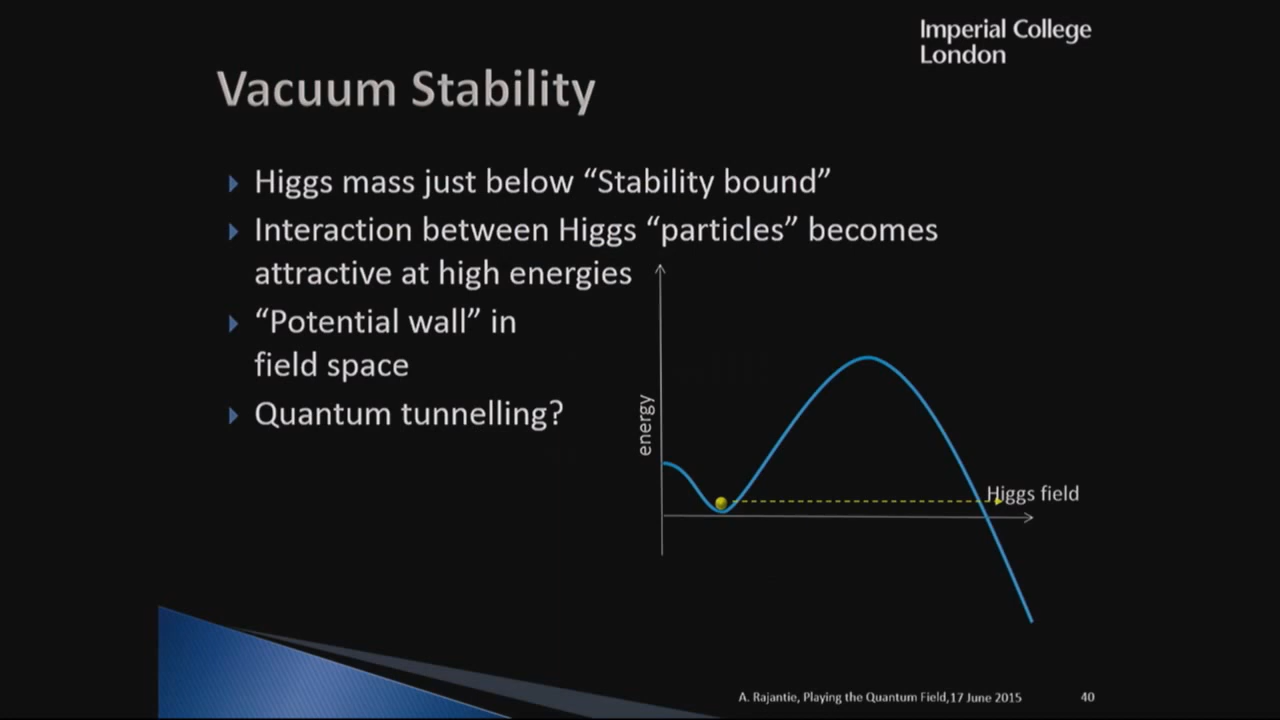 Imperial College
London
Vacuum Stability
Higgs mass just below “Stability bound”
Interaction between Higgs “particles” becomes
attractive at high energies
“Potential wall” in
field space
Quantum tunnelling?
energy
Higgs field
A. Rajantie, Playing the Quantum Field,17 June 2015
40